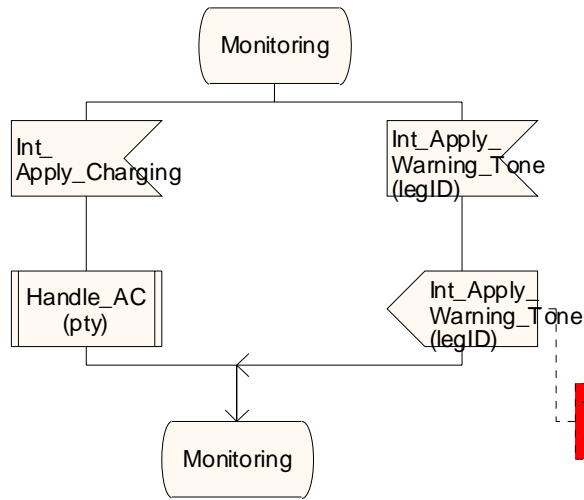 Monitoring
Int_
Apply_Charging
Int_Apply_
Warning_Tone
(legID)
Handle_AC
(pty)
Int_Apply_
Warning_Tone
(legID)
Monitoring